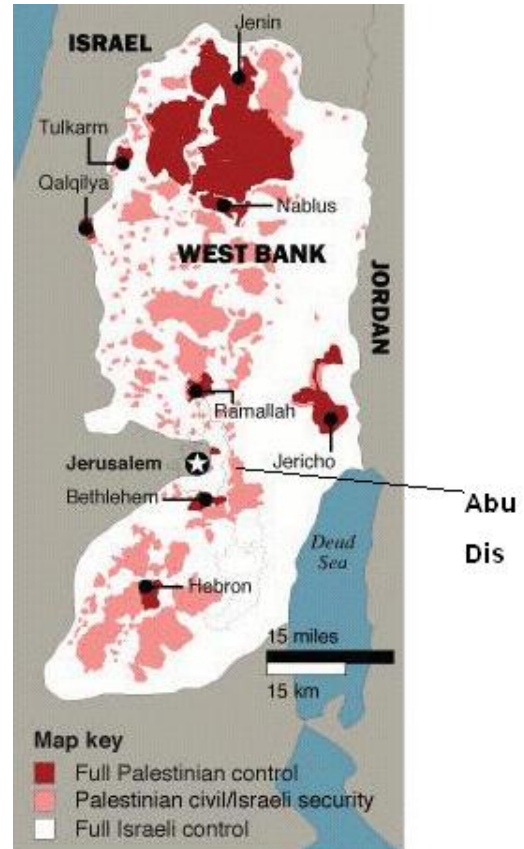 Jenin
ISRAEL
Tulkarm
Qalqilya
Nablus
WEST BANK
JORDAN
Ramallah
Jerusalem
Jericho
Bethlehem
Abu
Dis
Dead
Sea
Hebron
15 miles
15 km
Map key
Full Palestinian control
Palestinian civil/Israeli security
Full Israeli control